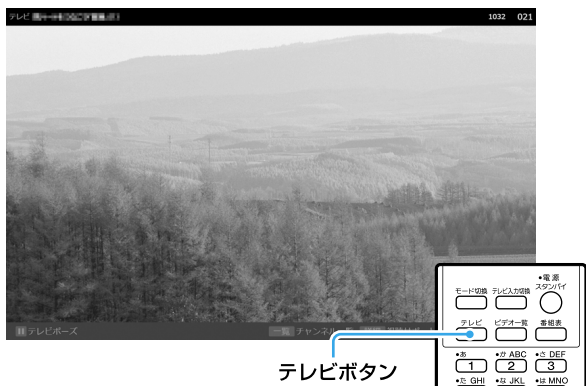 テレビ
1032 021
テレビポーズ
一覧 チャンネル
テレビボタン
•電源
モード切換 テレビ入力切換 スタンバイ
テレビ ビデオ一覧 番組表
•あ •か ABC •さ DEF
1 2 3
•た GHI •な JKL •は MNO